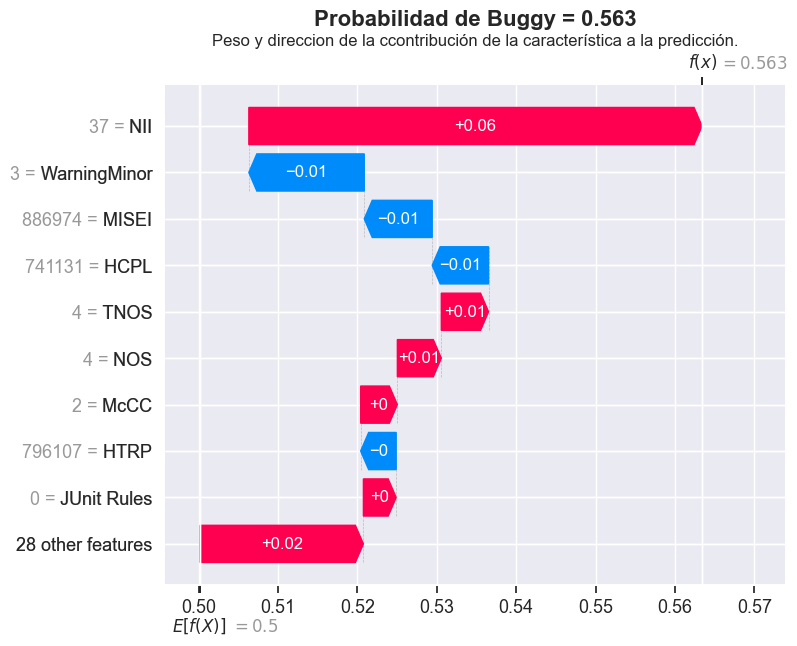 Probabilidad de Buggy = 0.563
Peso y direccion de la ccontribución de la característica a la predicción.
f(x) = 0.563
37 = NII
+0.06
3 = WarningMinor
−0.01
886974 = MISEI
−0.01
741131 = HCPL
−0.01
4 = TNOS
+0.01
4 = NOS
+0.01
2 = McCC
+0
796107 = HTRP
−0
0 = JUnit Rules
+0
28 other features
+0.02
0.50 0.51 0.52 0.53 0.54 0.55 0.56 0.57
E[f(X)] = 0.5